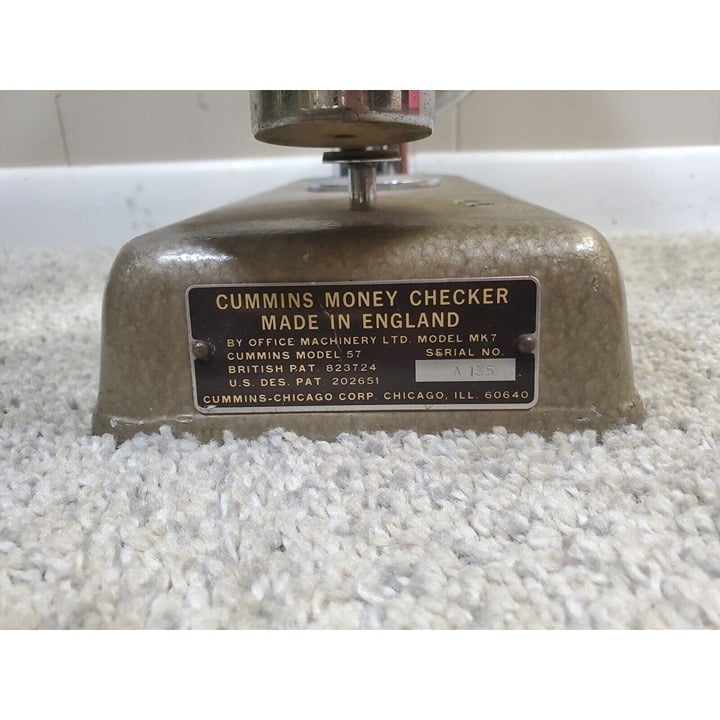 CUMMINS MONEY CHECKER
MADE IN ENGLAND
BY OFFICE MACHINERY LTD. MODEL MK7
CUMMINS MODEL 57 SERIAL NO.
BRITISH PAT. 823724 A 135
U.S. DES. PAT. 202651
CUMMINS-CHICAGO CORP. CHICAGO, ILL. 60640